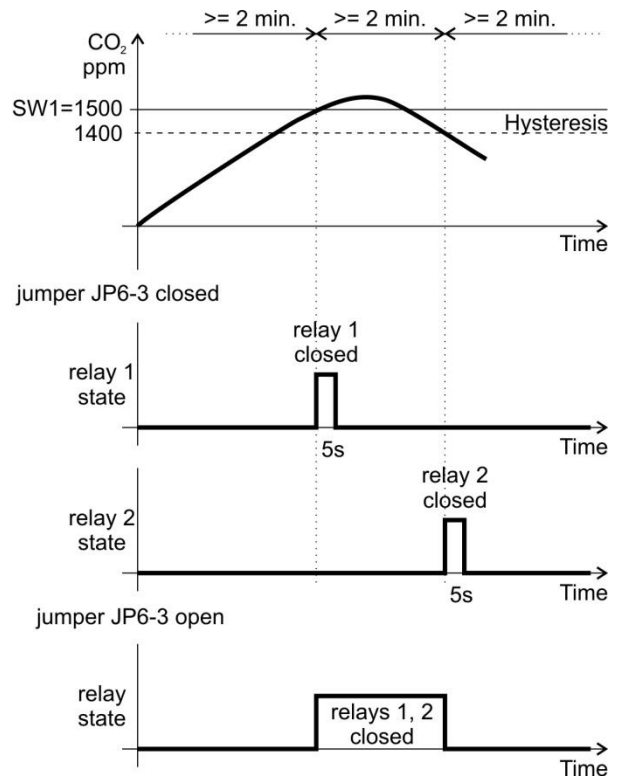 >= 2 min. >= 2 min. >= 2 min.
CO₂
ppm
SW1=1500
Hysteresis
1400
Time
jumper JP6-3 closed
relay 1
closed
relay 1
state
Time
5s
relay 2
closed
relay 2
state
Time
5s
jumper JP6-3 open
relay
state
relays 1, 2
closed
Time